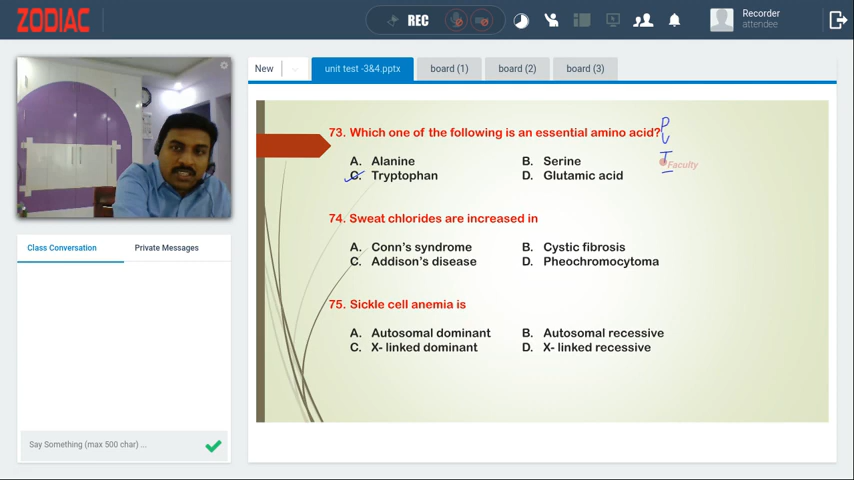 ZODIAC
REC
Recorder
attendee
New
unit test -3&4.pptx
board (1)
board (2)
board (3)
73. Which one of the following is an essential amino acid?
A. Alanine
B. Serine
C. Tryptophan
D. Glutamic acid
P
I
Faculty
74. Sweat chlorides are increased in
A. Conn's syndrome
B. Cystic fibrosis
C. Addison's disease
D. Pheochromocytoma
75. Sickle cell anemia is
A. Autosomal dominant
B. Autosomal recessive
C. X- linked dominant
D. X- linked recessive
Class Conversation
Private Messages
Say Something (max 500 char) ...